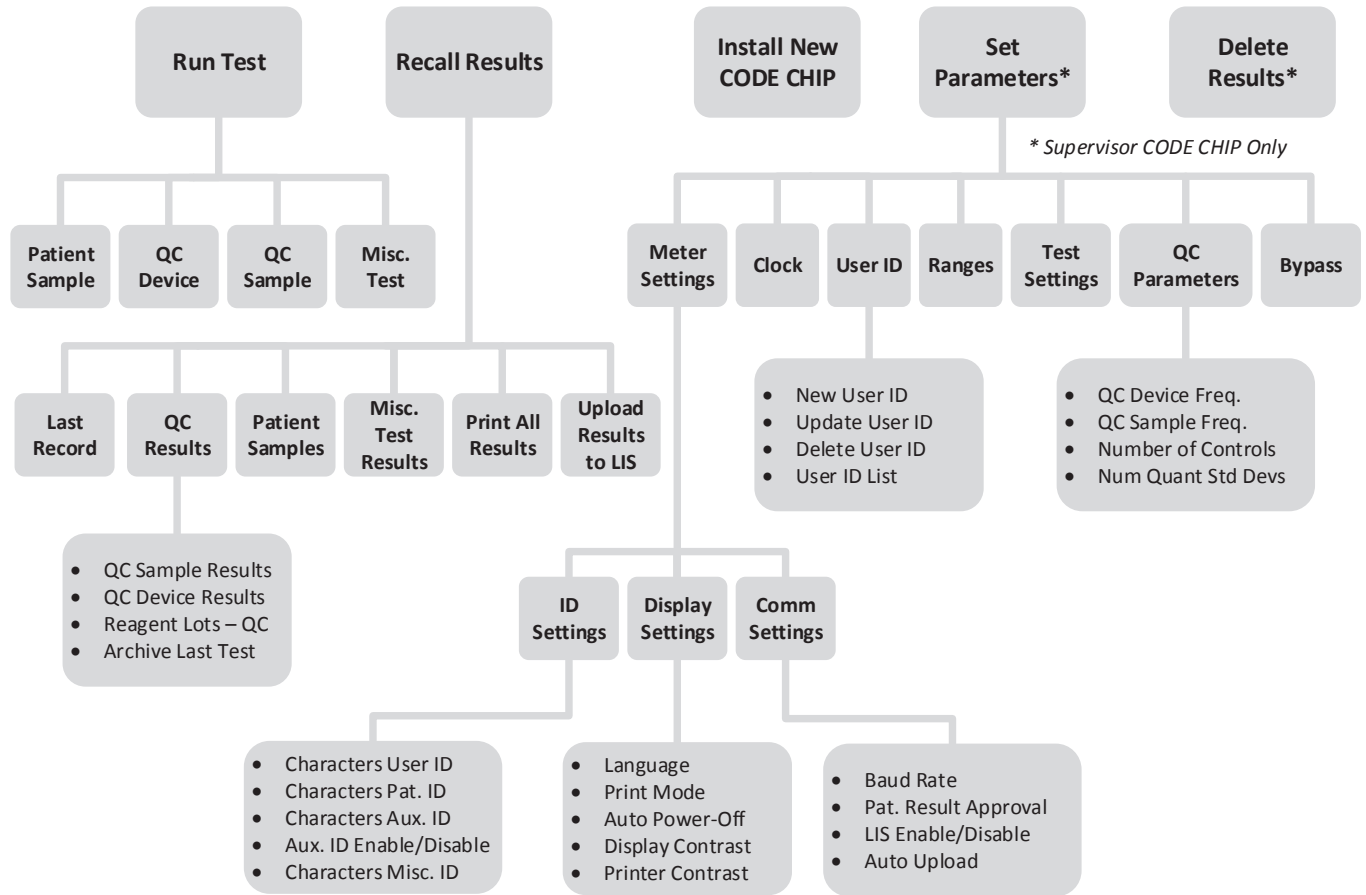 Run Test
Recall Results
Install New
CODE CHIP
Set
Parameters*
Delete
Results*
* Supervisor CODE CHIP Only
Patient
Sample
QC
Device
QC
Sample
Misc.
Test
Meter
Settings
Clock
User ID
Ranges
Test
Settings
QC
Parameters
Bypass
Last
Record
QC
Results
Patient
Samples
Misc.
Test
Results
Print All
Results
Upload
Results
to LIS
• New User ID
• Update User ID
• Delete User ID
• User ID List
• QC Device Freq.
• QC Sample Freq.
• Number of Controls
• Num Quant Std Devs
• QC Sample Results
• QC Device Results
• Reagent Lots – QC
• Archive Last Test
ID
Settings
Display
Settings
Comm
Settings
• Characters User ID
• Characters Pat. ID
• Characters Aux. ID
• Aux. ID Enable/Disable
• Characters Misc. ID
• Language
• Print Mode
• Auto Power-Off
• Display Contrast
• Printer Contrast
• Baud Rate
• Pat. Result Approval
• LIS Enable/Disable
• Auto Upload